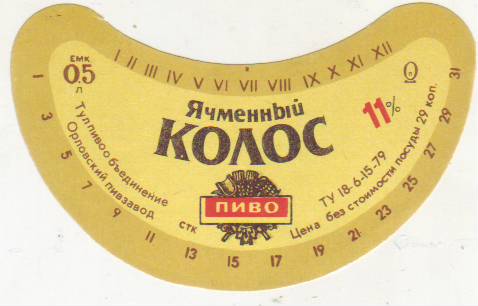 I II III IV V VI VII VIII IX X XI XII
ЕМК
0.5
л
Ячменный
КОЛОС
11%
ПИВО
Тулпивообъединение
Орловский пивзавод
стк
ТУ 18-6-15-79
Цена без стоимости посуды 29 коп.
1 3 5 7 9 11 13 15 17 19 21 23 25 27 29 31